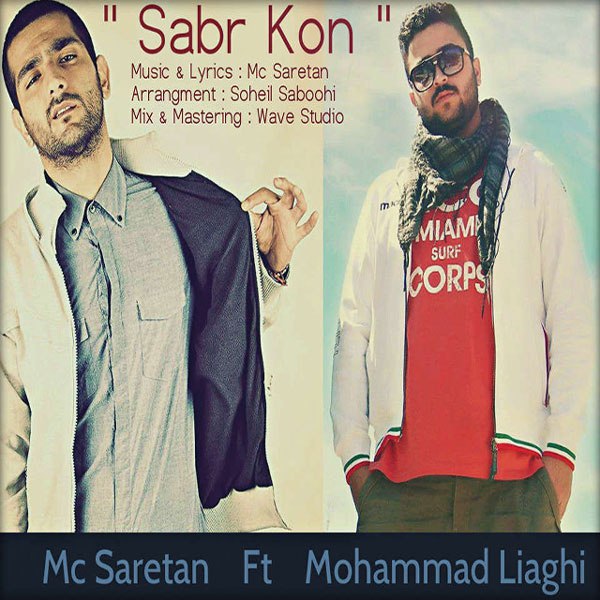 " Sabr Kon "
Music & Lyrics : Mc Saretan
Arrangment : Soheil Saboohi
Mix & Mastering : Wave Studio
MIAMI
SURF
CORPS
Mc Saretan Ft Mohammad Liaghi